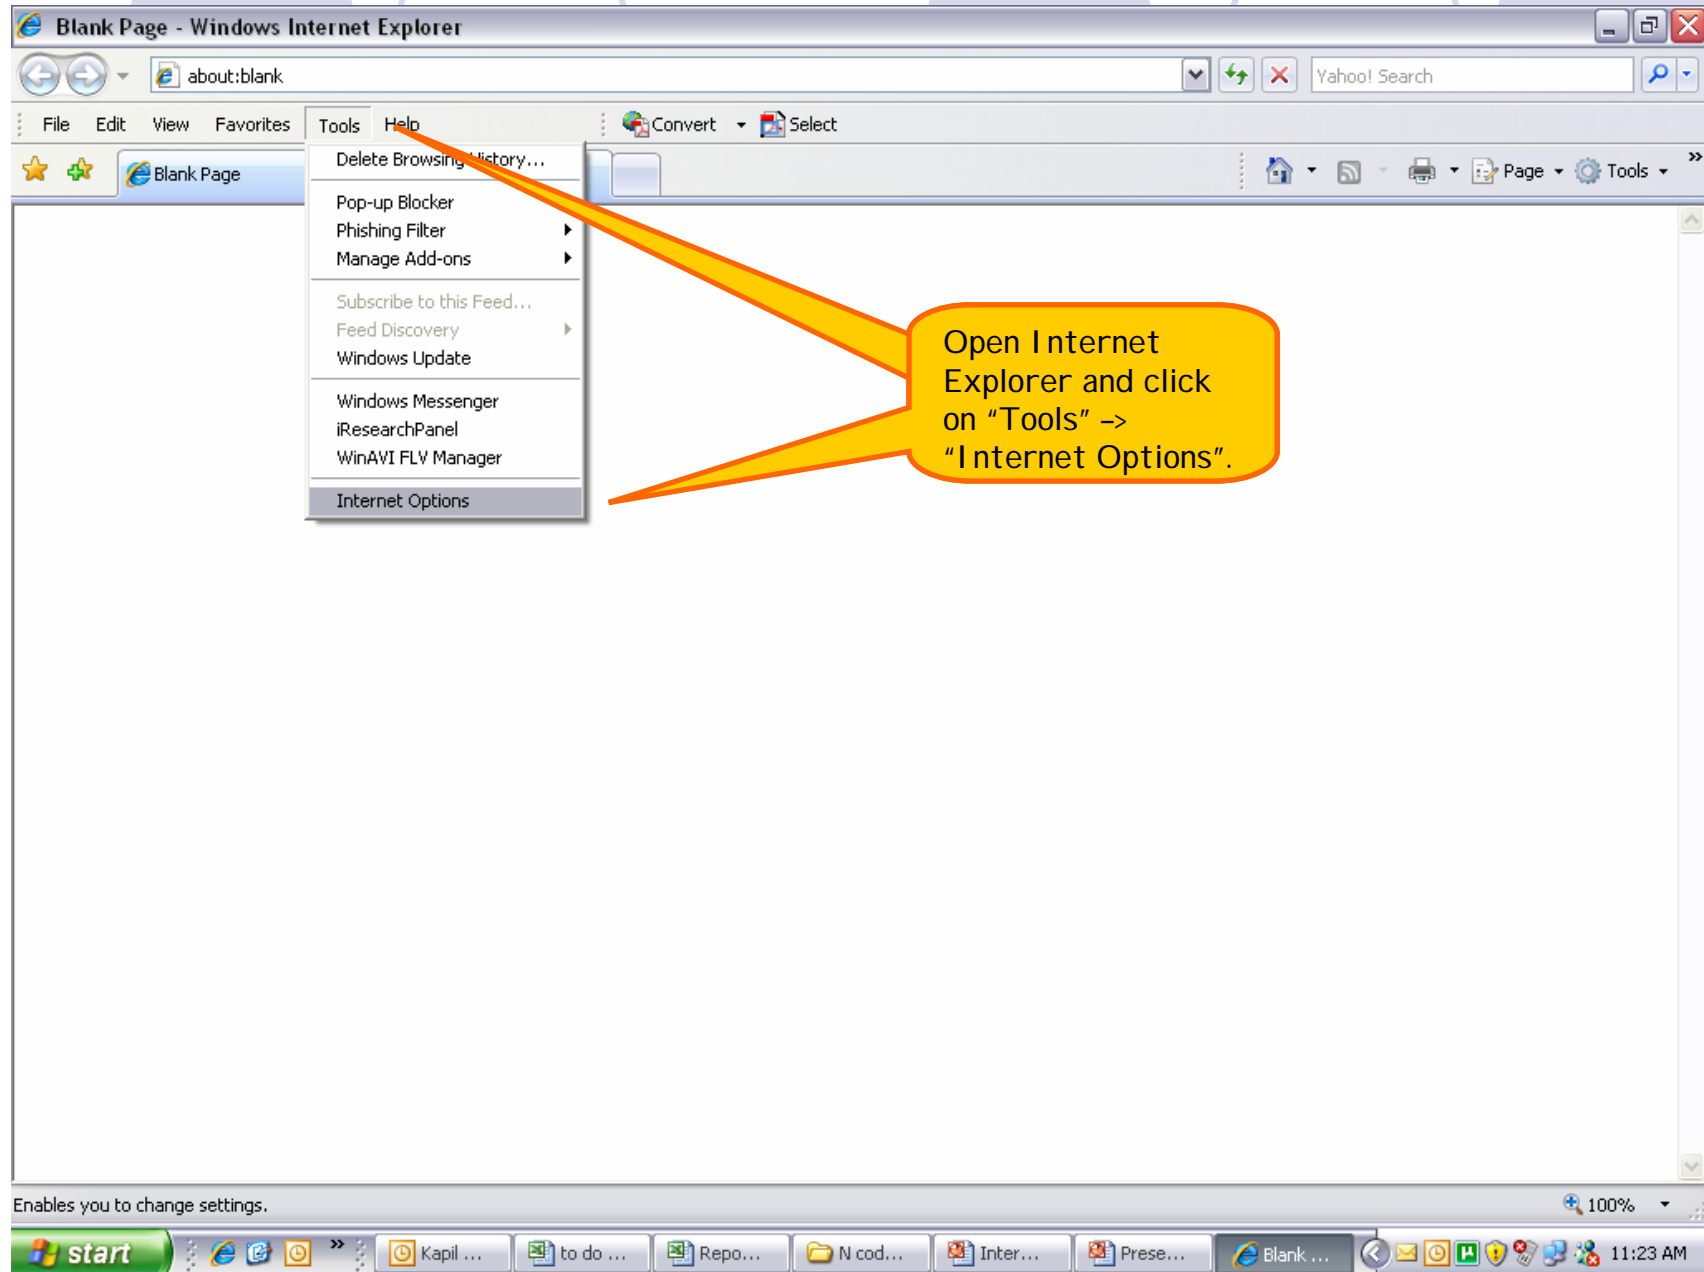 Blank Page - Windows Internet Explorer
about:blank
Yahoo! Search
File Edit View Favorites Tools Help
Convert Select
Blank Page
Page Tools
Delete Browsing History...
Pop-up Blocker
Phishing Filter
Manage Add-ons
Subscribe to this Feed...
Feed Discovery
Windows Update
Windows Messenger
iResearchPanel
WinAVI FLV Manager
Internet Options
Open Internet
Explorer and click
on “Tools” –>
“Internet Options”.
Enables you to change settings.
100%
start
Kapil ...
to do ...
Repo...
N cod...
Inter...
Prese...
Blank ...
11:23 AM